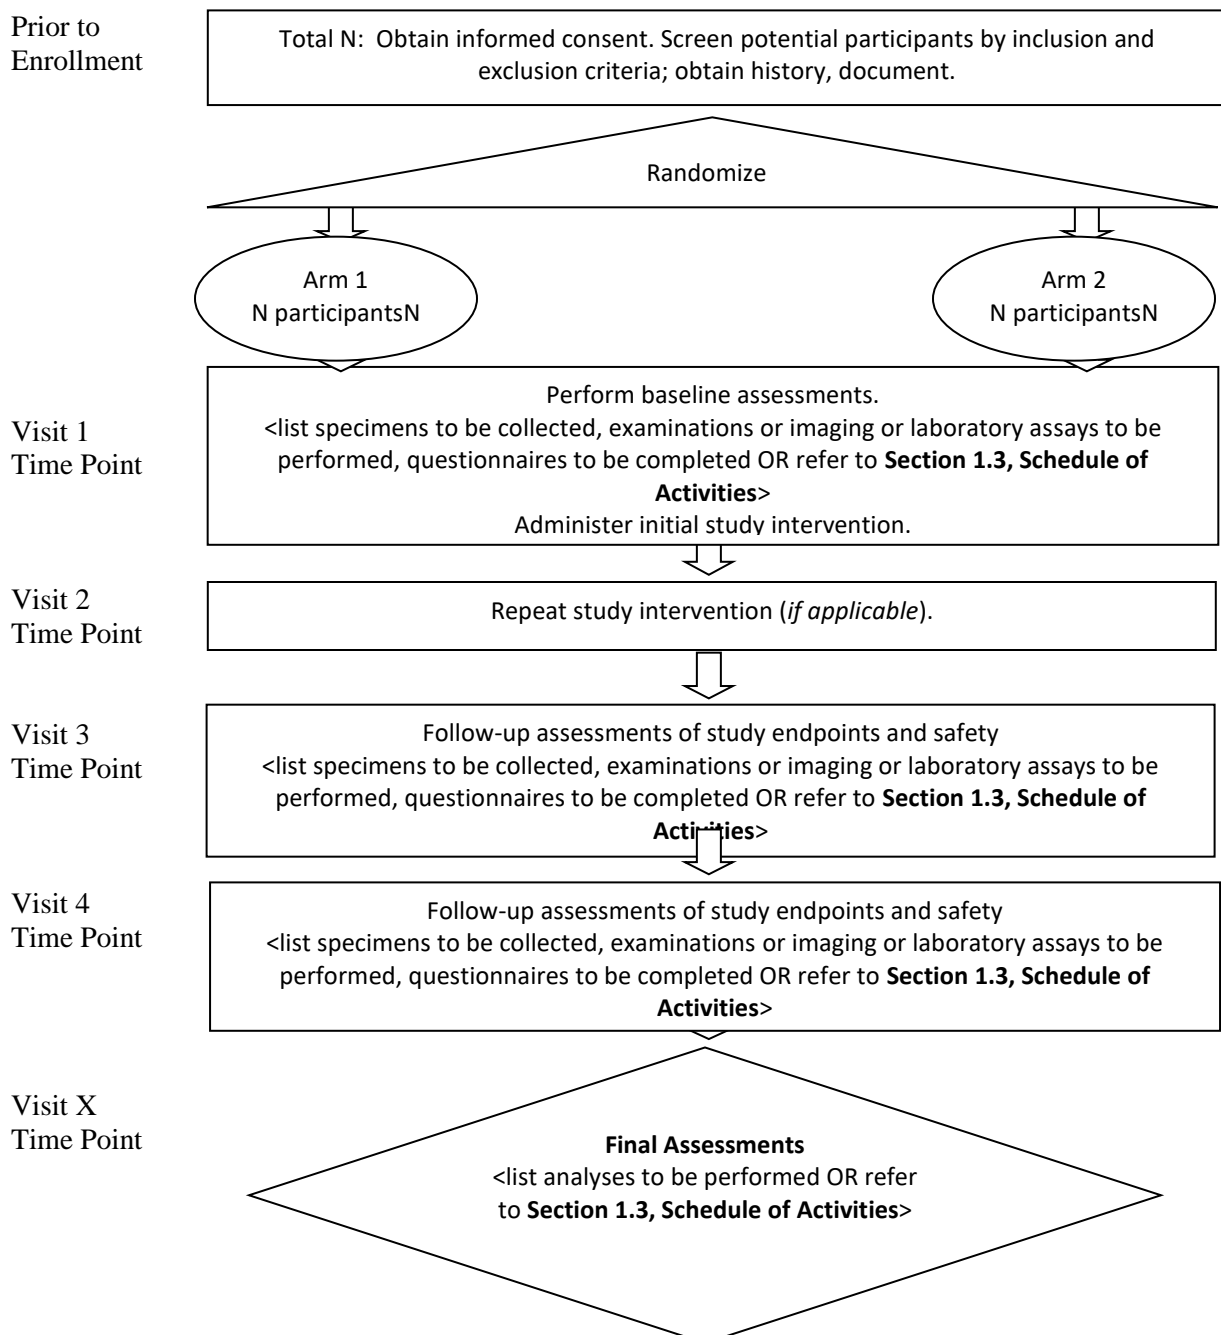 Prior to
Enrollment
Total N:  Obtain informed consent. Screen potential participants by inclusion and
exclusion criteria; obtain history, document.
Randomize
Arm 1
N participantsN
Arm 2
N participantsN
Visit 1
Time Point
Perform baseline assessments.
<list specimens to be collected, examinations or imaging or laboratory assays to be
performed, questionnaires to be completed OR refer to Section 1.3, Schedule of
Activities>
Administer initial study intervention.
Visit 2
Time Point
Repeat study intervention (if applicable).
Visit 3
Time Point
Follow-up assessments of study endpoints and safety
<list specimens to be collected, examinations or imaging or laboratory assays to be
performed, questionnaires to be completed OR refer to Section 1.3, Schedule of
Activities>
Visit 4
Time Point
Follow-up assessments of study endpoints and safety
<list specimens to be collected, examinations or imaging or laboratory assays to be
performed, questionnaires to be completed OR refer to Section 1.3, Schedule of
Activities>
Visit X
Time Point
Final Assessments
<list analyses to be performed OR refer
to Section 1.3, Schedule of Activities>